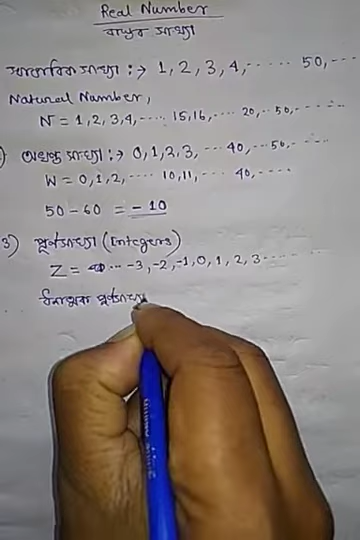 Real Number
বাস্তব সংখ্যা
স্বাভাবিক সংখ্যা :→ 1, 2, 3, 4, ..... 50, ...
Natural Number,
N = 1, 2, 3, 4, ..... 15, 16, .... 20, .. 50, .......
অখণ্ড সংখ্যা :→ 0, 1, 2, 3, ... 40, ... 50, .....
W = 0, 1, 2, .... 10, 11, .... 40, .....
50 - 60 = - 10
3) পূর্ণসংখ্যা (Integers)
Z = ... -3, -2, -1, 0, 1, 2, 3 .....
ঋনাত্মক পূর্ণসংখ্যা